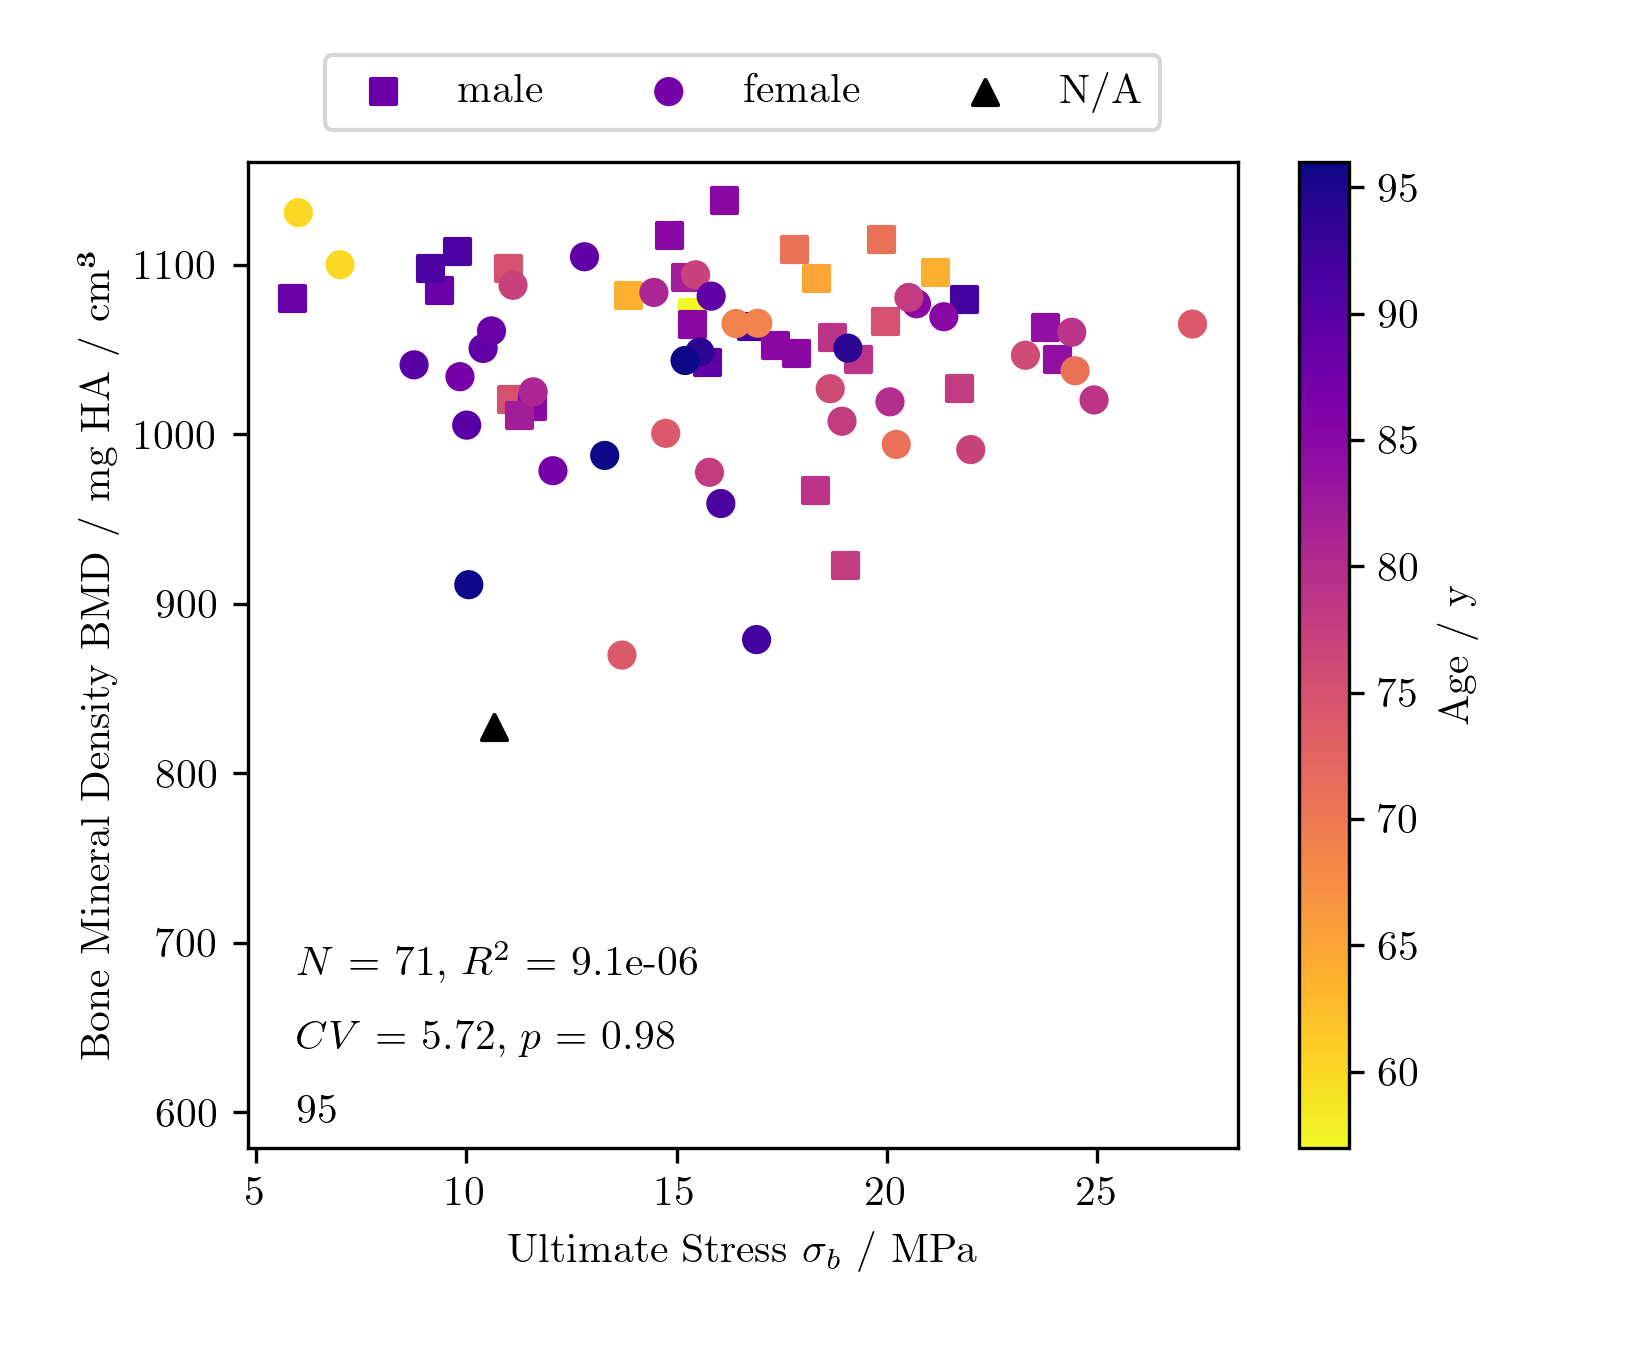 male female N/A
Bone Mineral Density BMD / mg HA / cm³
1100
1000
900
800
700
600
N = 71, R² = 9.1e-06
CV = 5.72, p = 0.98
95
5 10 15 20 25
Ultimate Stress σ_b / MPa
95
90
85
80
75
70
65
60
Age / y